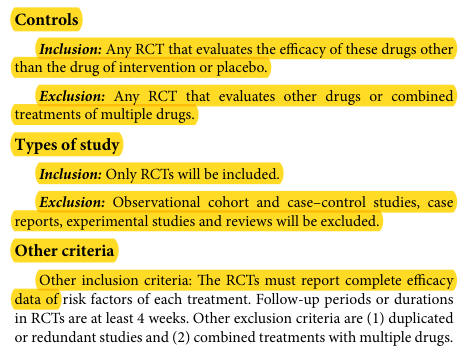 Controls
Inclusion: Any RCT that evaluates the efficacy of these drugs other
than the drug of intervention or placebo.
Exclusion: Any RCT that evaluates other drugs or combined
treatments of multiple drugs.
Types of study
Inclusion: Only RCTs will be included.
Exclusion: Observational cohort and case–control studies, case
reports, experimental studies and reviews will be excluded.
Other criteria
Other inclusion criteria: The RCTs must report complete efficacy
data of risk factors of each treatment. Follow-up periods or durations
in RCTs are at least 4 weeks. Other exclusion criteria are (1) duplicated
or redundant studies and (2) combined treatments with multiple drugs.